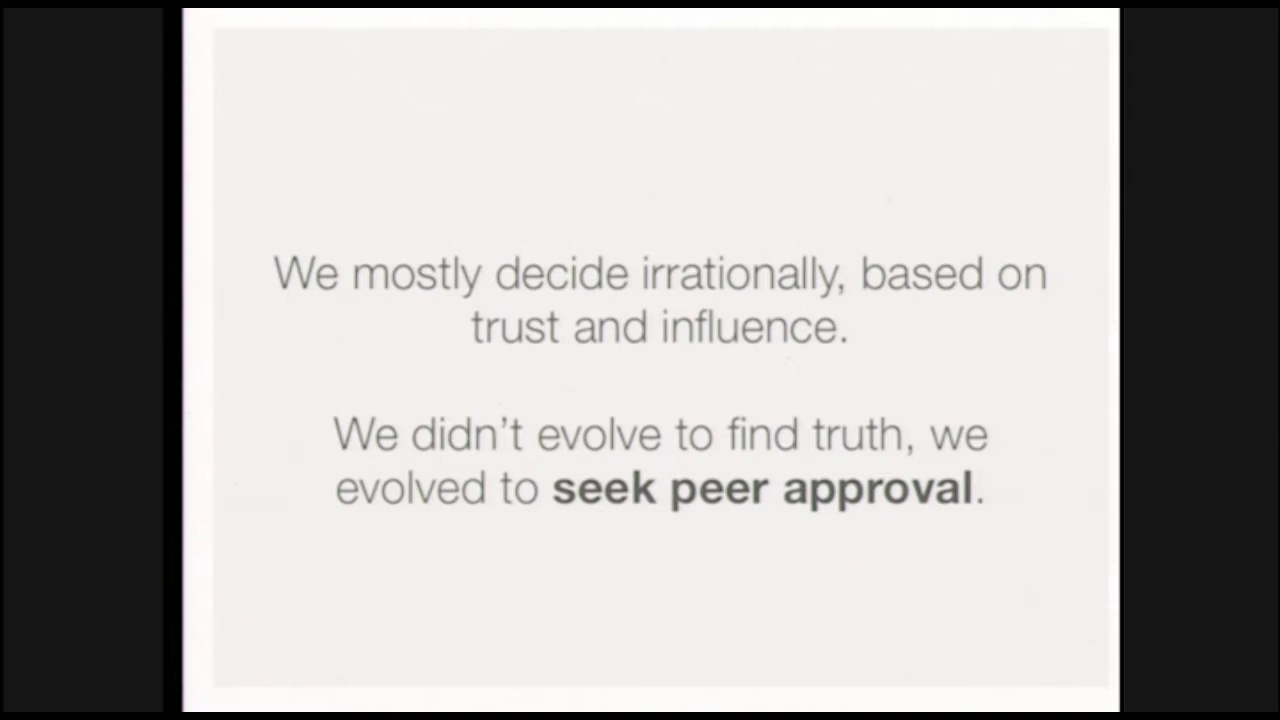 We mostly decide irrationally, based on
trust and influence.
We didn't evolve to find truth, we
evolved to seek peer approval.